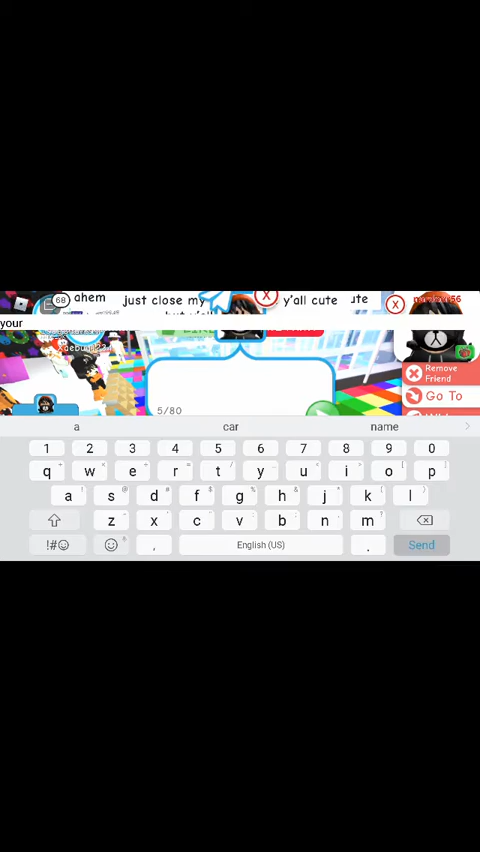 68 ahem just close my y'all cute ute
your
Remove
Friend
5/80
Go To
a car name
1 2 3 4 5 6 7 8 9 0
q w e r t y u i o p
a s d f g h j k l
z x c v b n m
!#☺ , English (US) . Send